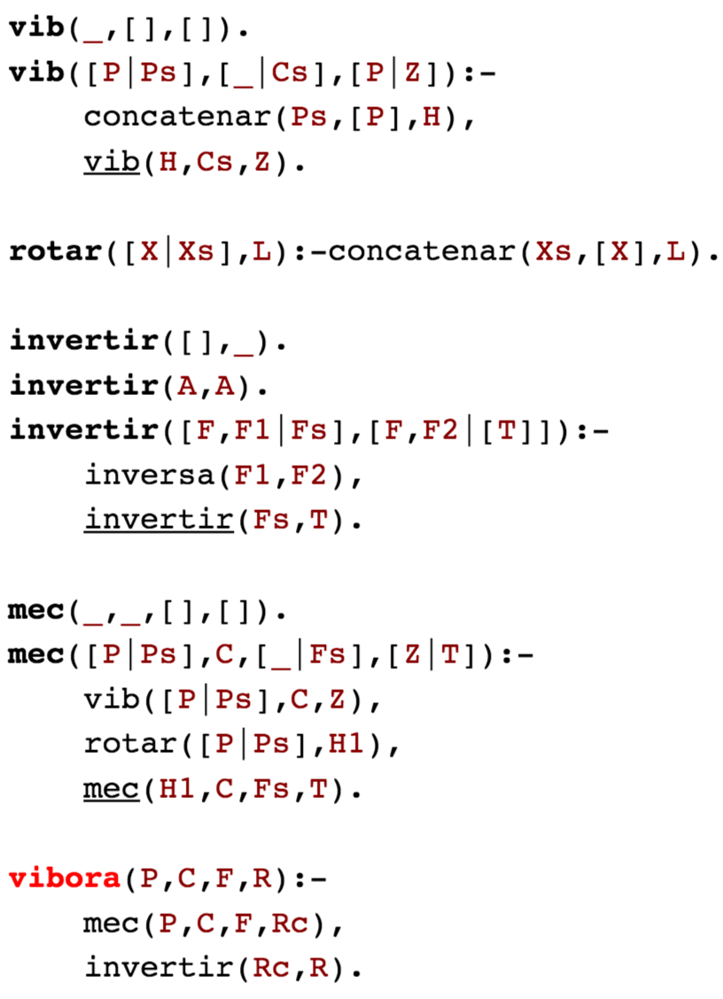 vib(_,[],[]).
vib([P|Ps],[_|Cs],[P|Z]):-
concatenar(Ps,[P],H),
vib(H,Cs,Z).
rotar([X|Xs],L):-concatenar(Xs,[X],L).
invertir([],_).
invertir(A,A).
invertir([F,F1|Fs],[F,F2|[T]]):-
inversa(F1,F2),
invertir(Fs,T).
mec(_,_,[],[]).
mec([P|Ps],C,[_|Fs],[Z|T]):-
vib([P|Ps],C,Z),
rotar([P|Ps],H1),
mec(H1,C,Fs,T).
vibora(P,C,F,R):-
mec(P,C,F,Rc),
invertir(Rc,R).